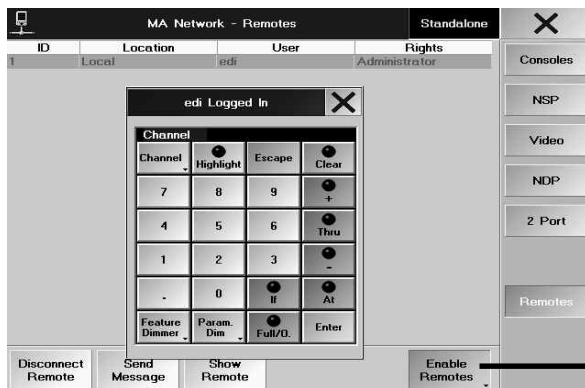 MA Network - Remotes Standalone
ID Location User Rights
1 Local edi Administrator
edi Logged In
Channel
Channel Highlight Escape Clear
7 8 9 +
4 5 6 Thru
1 2 3 -
. 0 If At
Feature Dimmer Param. Dim Full/O. Enter
Consoles
NSP
Video
NDP
2 Port
Remotes
Disconnect Remote Send Message Show Remote Enable Remotes